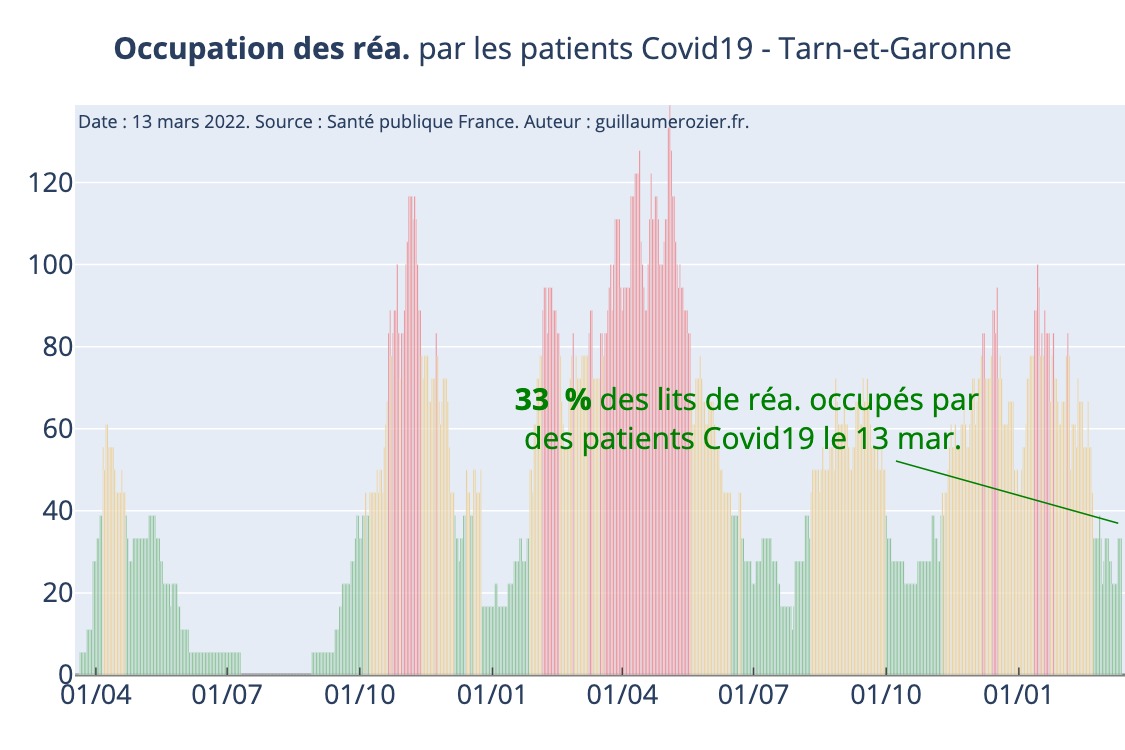 Occupation des réa. par les patients Covid19 - Tarn-et-Garonne
Date : 13 mars 2022. Source : Santé publique France. Auteur : guillaumerozier.fr.
120
100
80
33 % des lits de réa. occupés par
60
des patients Covid19 le 13 mar.
40
20
0
01/04 01/07 01/10 01/01 01/04 01/07 01/10 01/01